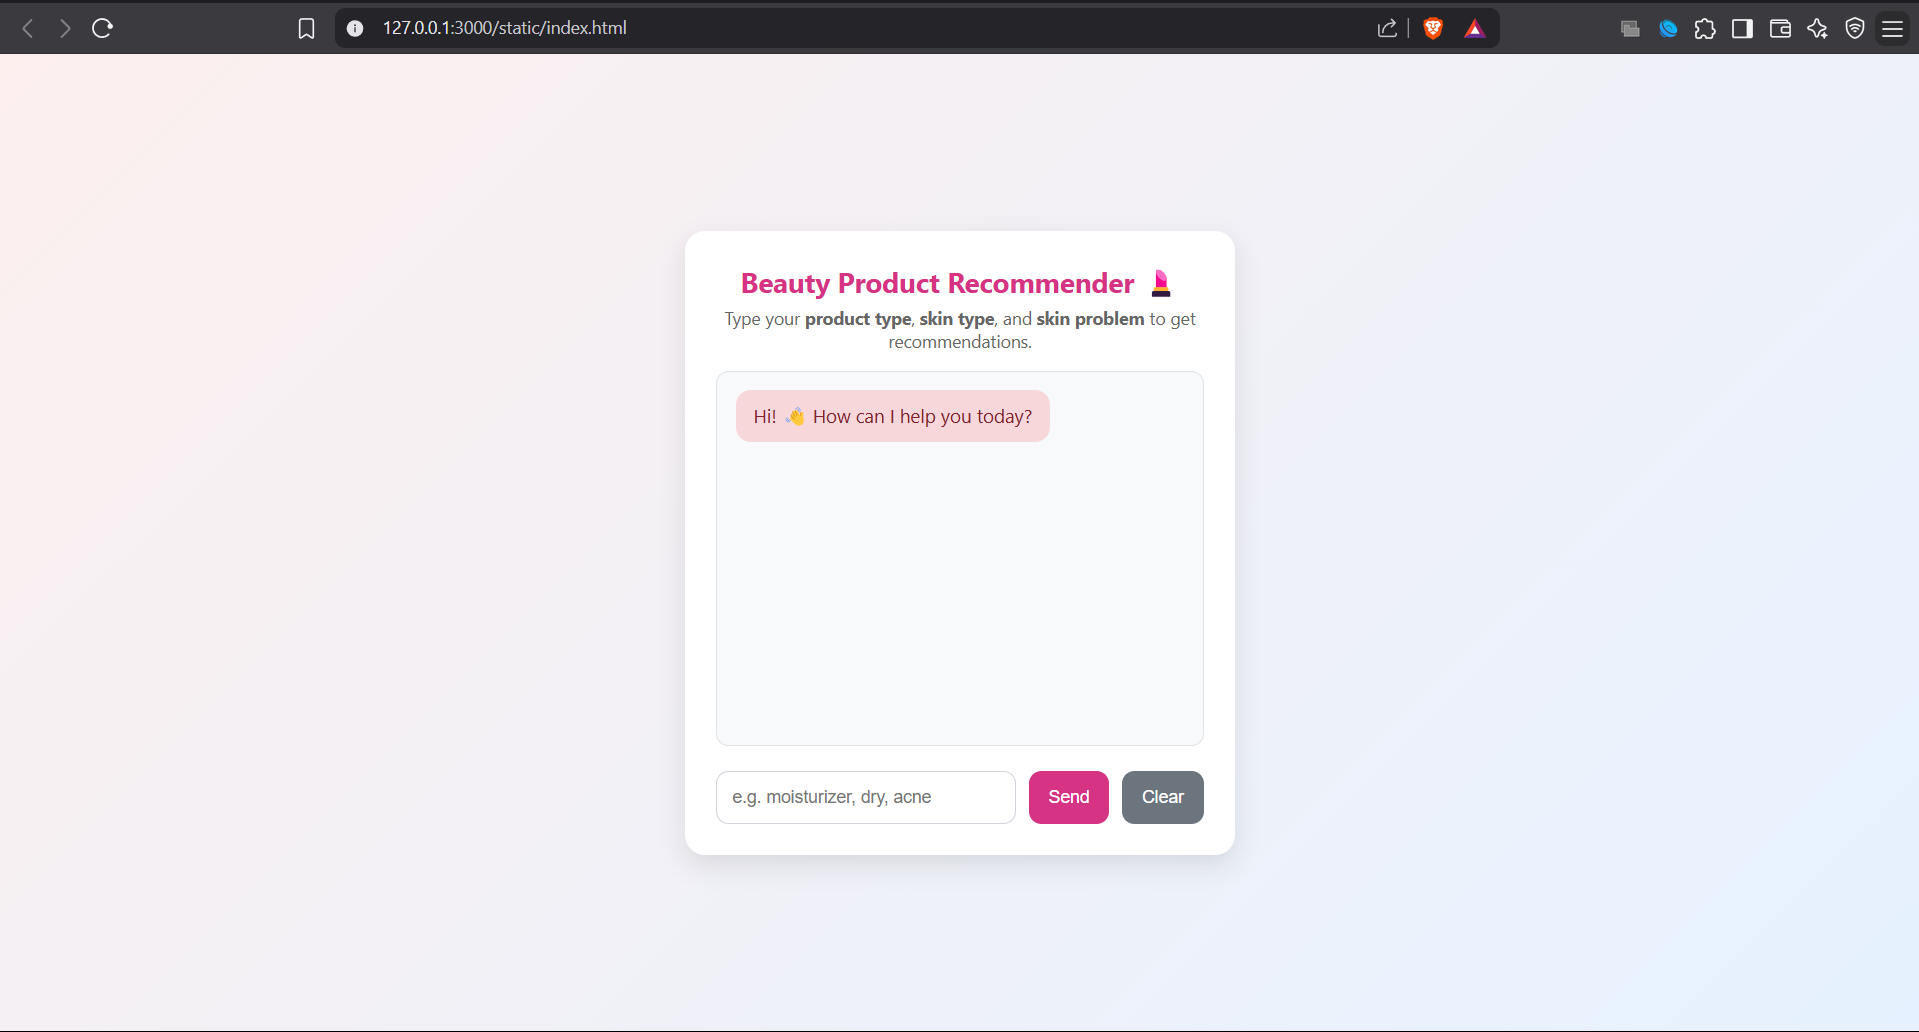 127.0.0.1:3000/static/index.html
Beauty Product Recommender 💄
Type your product type, skin type, and skin problem to get
recommendations.
Hi! 👋 How can I help you today?
e.g. moisturizer, dry, acne
Send
Clear